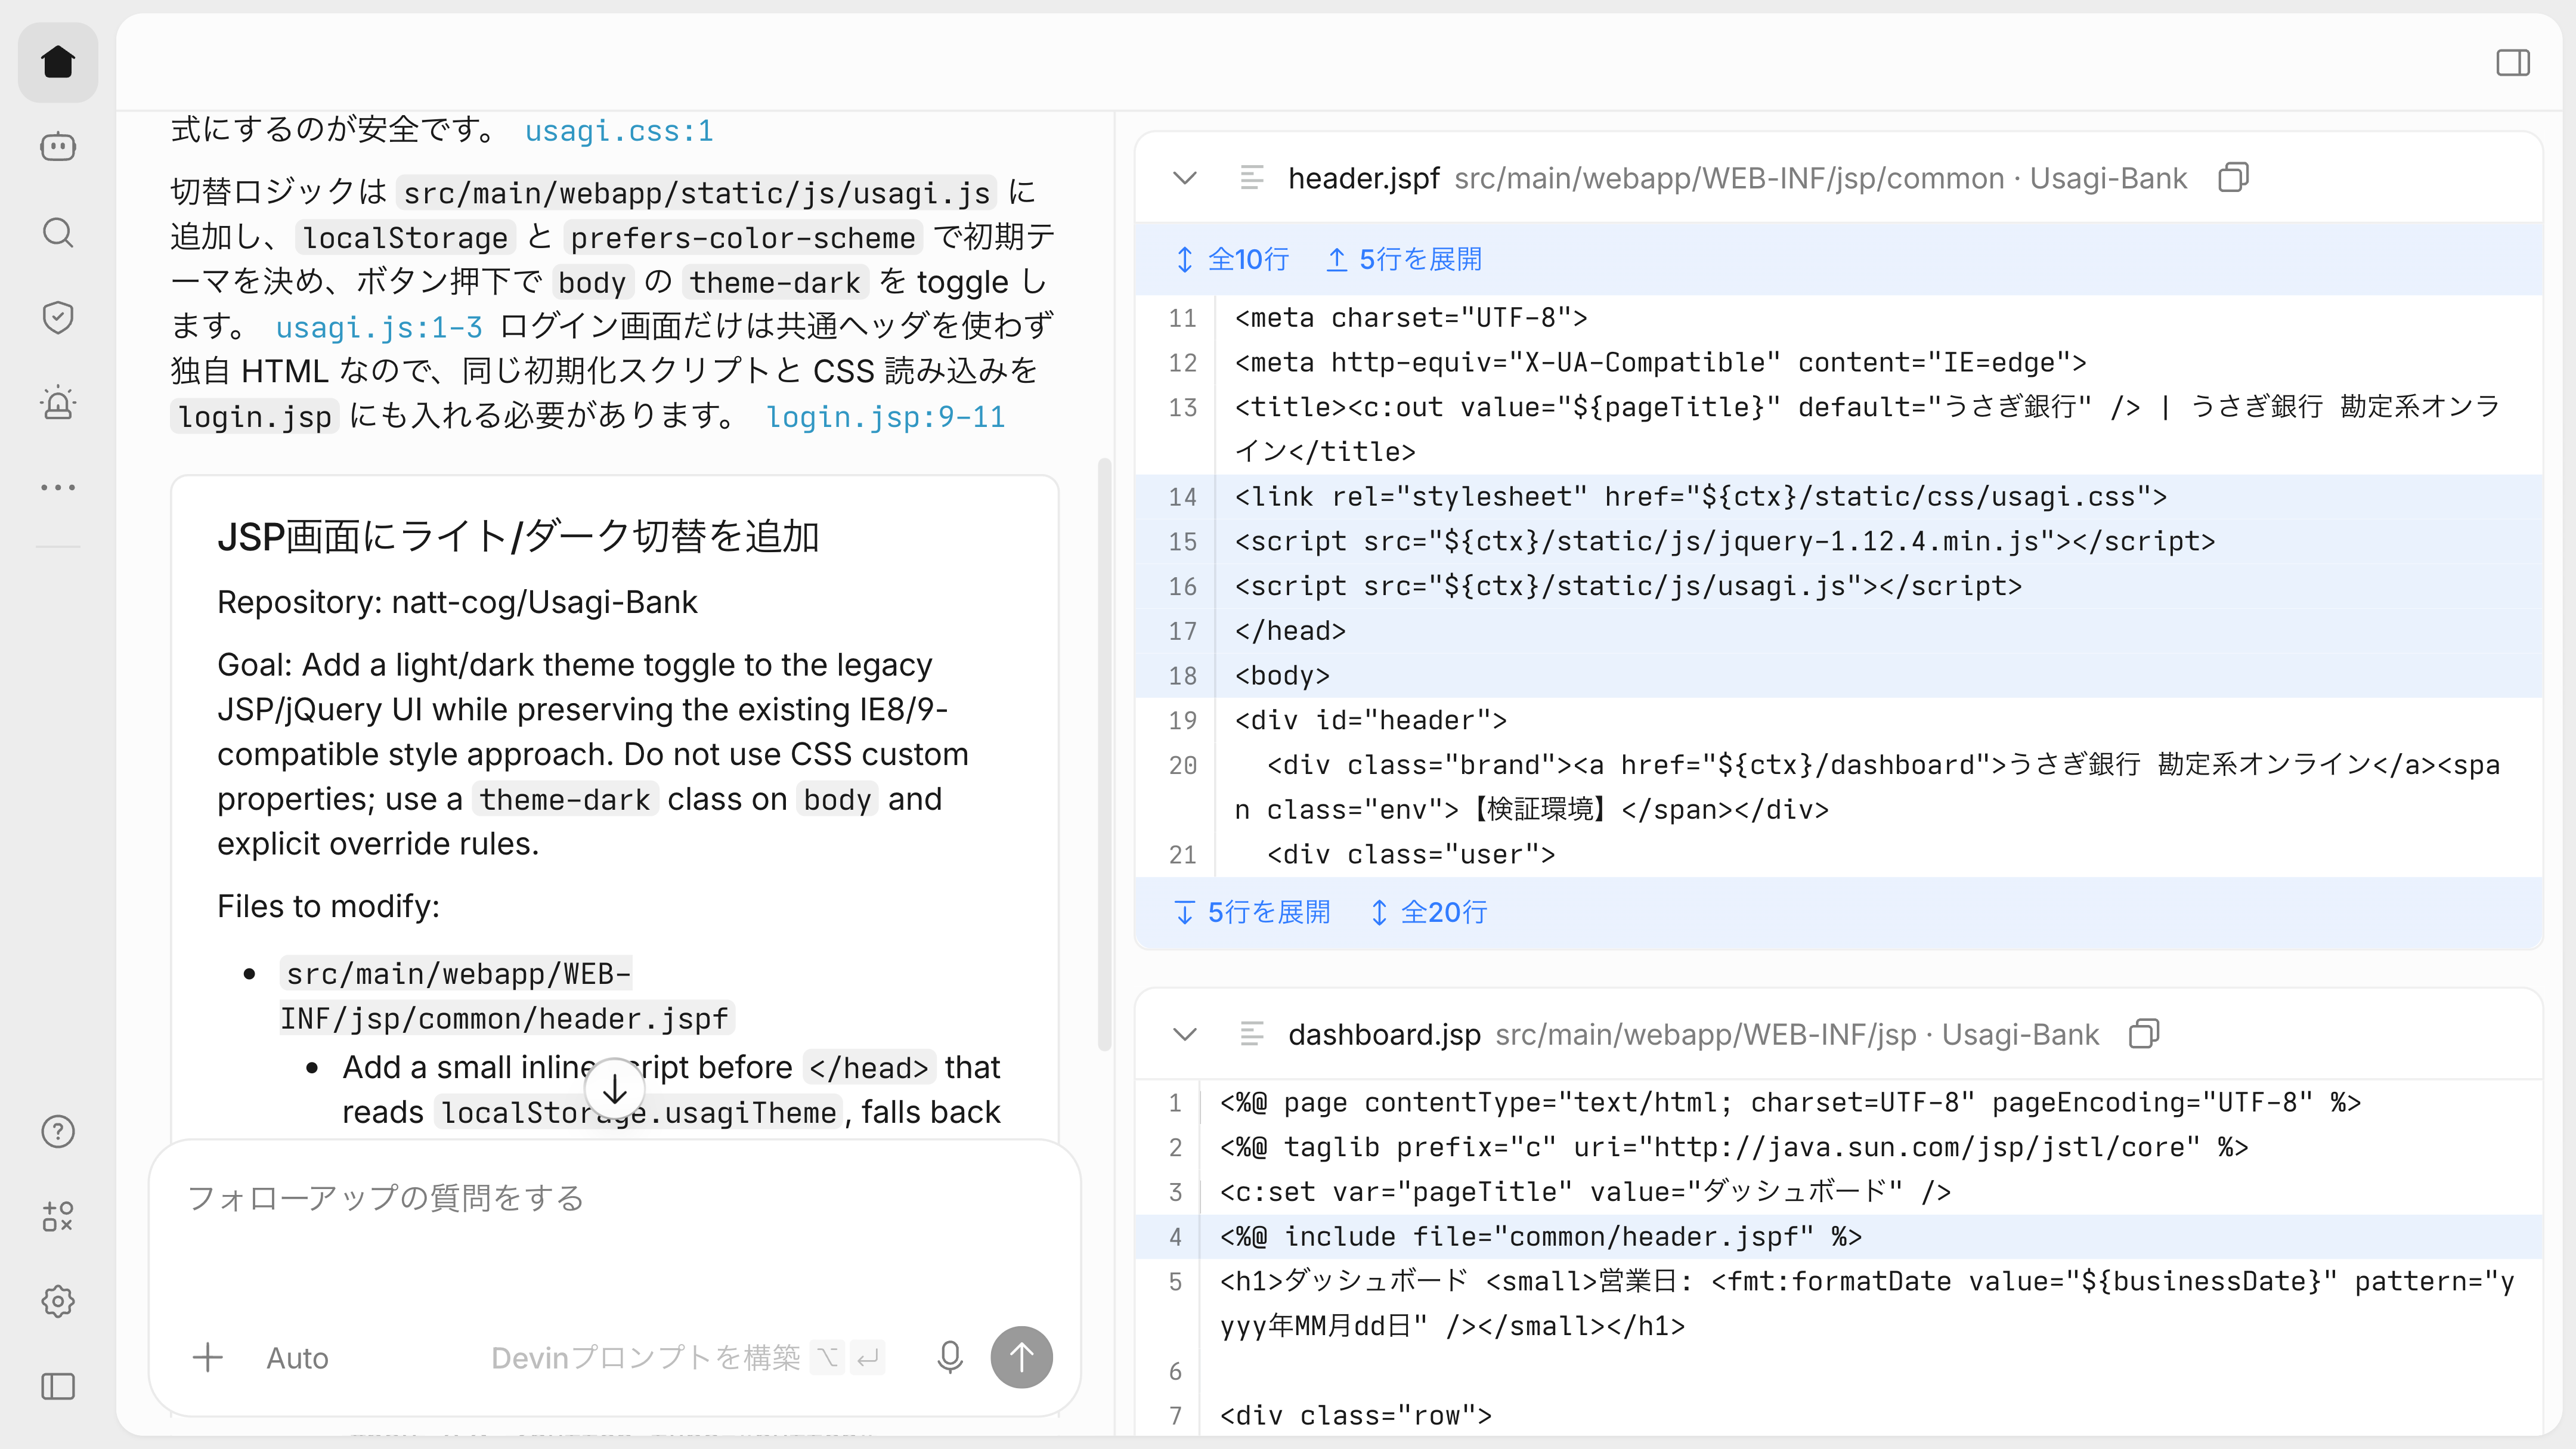 式にするのが安全です。 usagi.css:1
切替ロジックは src/main/webapp/static/js/usagi.js に
追加し、 localStorage と prefers-color-scheme で初期テ
ーマを決め、ボタン押下で body の theme-dark を toggle し
ます。 usagi.js:1-3 ログイン画面だけは共通ヘッダを使わず
独自 HTML なので、同じ初期化スクリプトと CSS 読み込みを
login.jsp にも入れる必要があります。 login.jsp:9-11
JSP画面にライト/ダーク切替を追加
Repository: natt-cog/Usagi-Bank
Goal: Add a light/dark theme toggle to the legacy
JSP/jQuery UI while preserving the existing IE8/9-
compatible style approach. Do not use CSS custom
properties; use a theme-dark class on body and
explicit override rules.
Files to modify:
• src/main/webapp/WEB-
INF/jsp/common/header.jspf
• Add a small inline script before </head> that
reads localStorage.usagiTheme, falls back
フォローアップの質問をする
Auto
Devinプロンプトを構築 ⌥ ↵
header.jspf src/main/webapp/WEB-INF/jsp/common · Usagi-Bank
全10行 5行を展開
11 <meta charset="UTF-8">
12 <meta http-equiv="X-UA-Compatible" content="IE=edge">
13 <title><c:out value="${pageTitle}" default="うさぎ銀行" /> | うさぎ銀行 勘定系オンラ
イン</title>
14 <link rel="stylesheet" href="${ctx}/static/css/usagi.css">
15 <script src="${ctx}/static/js/jquery-1.12.4.min.js"></script>
16 <script src="${ctx}/static/js/usagi.js"></script>
17 </head>
18 <body>
19 <div id="header">
20 <div class="brand"><a href="${ctx}/dashboard">うさぎ銀行 勘定系オンライン</a><spa
n class="env">【検証環境】</span></div>
21 <div class="user">
5行を展開 全20行
dashboard.jsp src/main/webapp/WEB-INF/jsp · Usagi-Bank
1 <%@ page contentType="text/html; charset=UTF-8" pageEncoding="UTF-8" %>
2 <%@ taglib prefix="c" uri="http://java.sun.com/jsp/jstl/core" %>
3 <c:set var="pageTitle" value="ダッシュボード" />
4 <%@ include file="common/header.jspf" %>
5 <h1>ダッシュボード <small>営業日: <fmt:formatDate value="${businessDate}" pattern="y
yyy年MM月dd日" /></small></h1>
6
7 <div class="row">